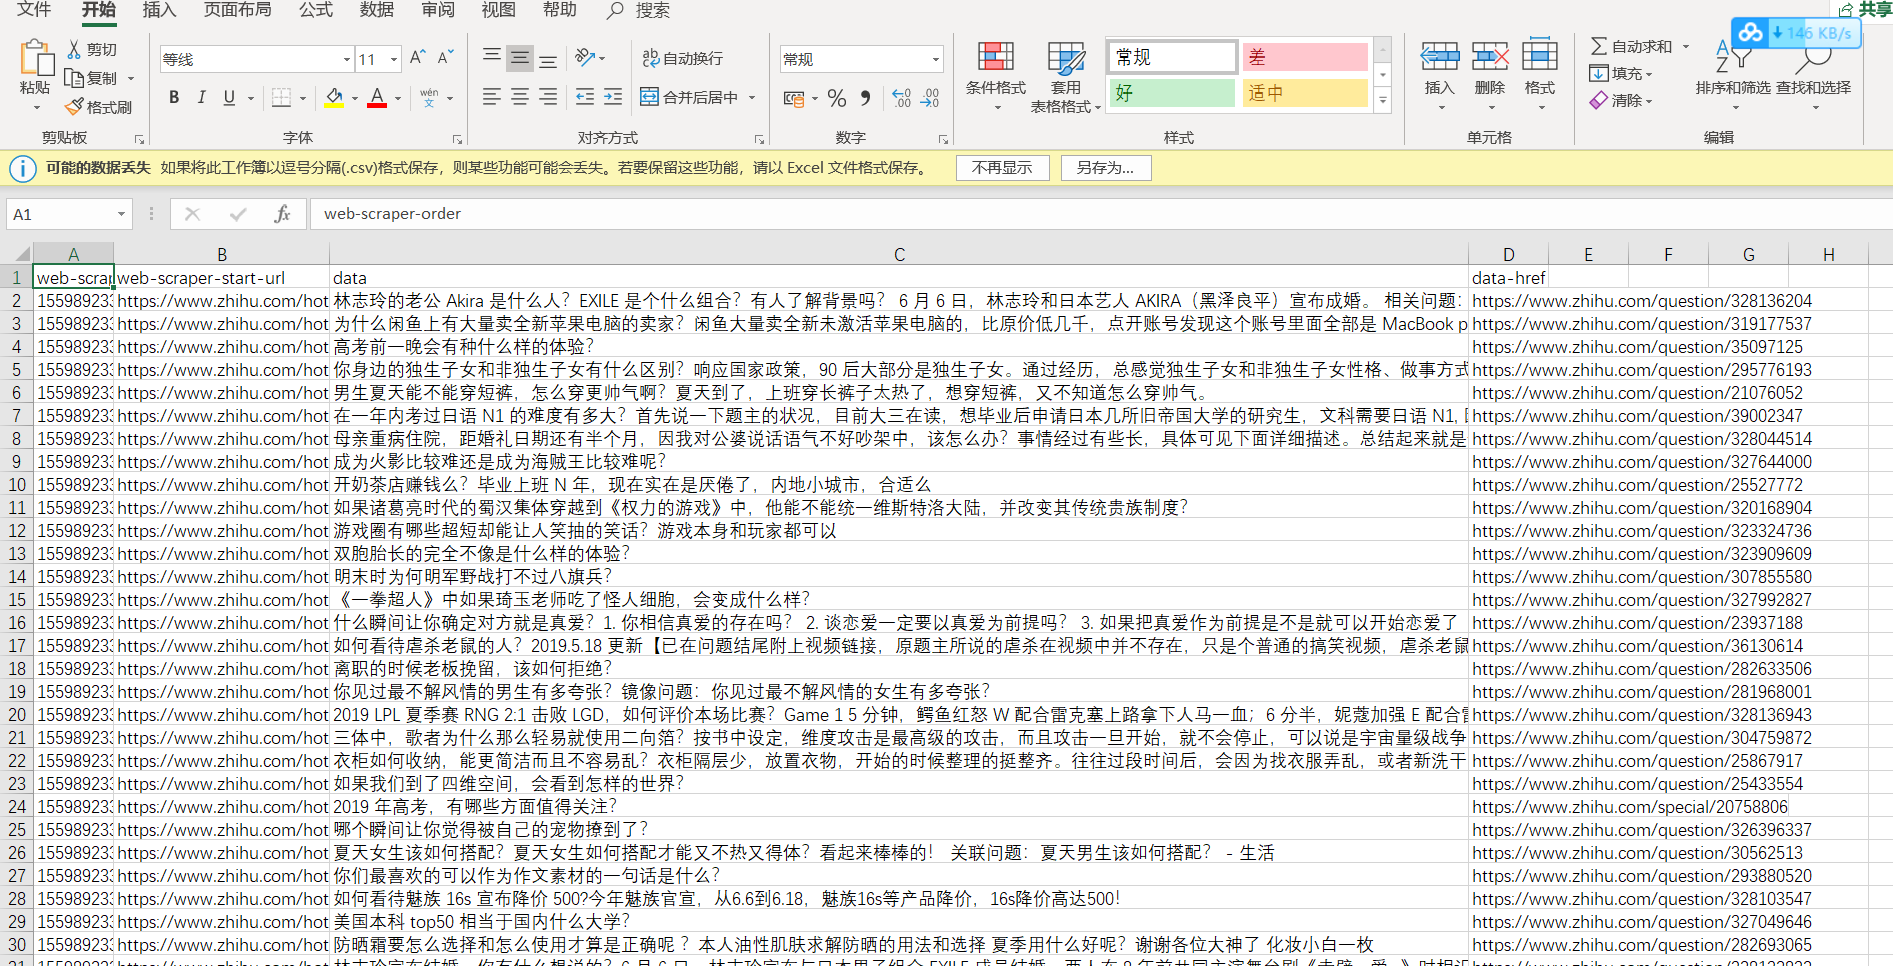 文件 开始 插入 页面布局 公式 数据 审阅 视图 帮助 搜索 共享
146 KB/s
粘贴 剪切 复制 格式刷 剪贴板
等线 11 B I U A wén 文 字体
自动换行 合并后居中 对齐方式
常规 % 数字
条件格式 套用 表格格式 常规 差 好 适中 样式
插入 删除 格式 单元格
自动求和 填充 清除 排序和筛选 查找和选择 编辑
可能的数据丢失 如果将此工作簿以逗号分隔(.csv)格式保存，则某些功能可能会丢失。若要保留这些功能，请以 Excel 文件格式保存。 不再显示 另存为...
A1 fx web-scraper-order
A B C D E F G H
1 web-scrap web-scraper-start-url data data-href
2 155989233 https://www.zhihu.com/hot 林志玲的老公 Akira 是什么人？EXILE 是个什么组合？有人了解背景吗？ 6 月 6 日，林志玲和日本艺人 AKIRA（黑泽良平）宣布成婚。 相关问题： https://www.zhihu.com/question/328136204
3 155989233 https://www.zhihu.com/hot 为什么闲鱼上有大量卖全新苹果电脑的卖家？闲鱼大量卖全新未激活苹果电脑的，比原价低几千，点开账号发现这个账号里面全部是 MacBook p https://www.zhihu.com/question/319177537
4 155989233 https://www.zhihu.com/hot 高考前一晚会有种什么样的体验？ https://www.zhihu.com/question/35097125
5 155989233 https://www.zhihu.com/hot 你身边的独生子女和非独生子女有什么区别？响应国家政策，90 后大部分是独生子女。通过经历，总感觉独生子女和非独生子女性格、做事方式 https://www.zhihu.com/question/295776193
6 155989233 https://www.zhihu.com/hot 男生夏天能不能穿短裤，怎么穿更帅气啊？夏天到了，上班穿长裤子太热了，想穿短裤，又不知道怎么穿帅气。 https://www.zhihu.com/question/21076052
7 155989233 https://www.zhihu.com/hot 在一年内考过日语 N1 的难度有多大？首先说一下题主的状况，目前大三在读，想毕业后申请日本几所旧帝国大学的研究生，文科需要日语 N1, https://www.zhihu.com/question/39002347
8 155989233 https://www.zhihu.com/hot 母亲重病住院，距婚礼日期还有半个月，因我对公婆说话语气不好吵架中，该怎么办？事情经过有些长，具体可见下面详细描述。总结起来就是 https://www.zhihu.com/question/328044514
9 155989233 https://www.zhihu.com/hot 成为火影比较难还是成为海贼王比较难呢？ https://www.zhihu.com/question/327644000
10 155989233 https://www.zhihu.com/hot 开奶茶店赚钱么？毕业上班 N 年，现在实在是厌倦了，内地小城市，合适么 https://www.zhihu.com/question/25527772
11 155989233 https://www.zhihu.com/hot 如果诸葛亮时代的蜀汉集体穿越到《权力的游戏》中，他能不能统一维斯特洛大陆，并改变其传统贵族制度？ https://www.zhihu.com/question/320168904
12 155989233 https://www.zhihu.com/hot 游戏圈有哪些超短却能让人笑抽的笑话？游戏本身和玩家都可以 https://www.zhihu.com/question/323324736
13 155989233 https://www.zhihu.com/hot 双胞胎长的完全不像是什么样的体验？ https://www.zhihu.com/question/323909609
14 155989233 https://www.zhihu.com/hot 明末时为何明军野战打不过八旗兵？ https://www.zhihu.com/question/307855580
15 155989233 https://www.zhihu.com/hot 《一拳超人》中如果琦玉老师吃了怪人细胞，会变成什么样？ https://www.zhihu.com/question/327992827
16 155989233 https://www.zhihu.com/hot 什么瞬间让你确定对方就是真爱？1. 你相信真爱的存在吗？ 2. 谈恋爱一定要以真爱为前提吗？ 3. 如果把真爱作为前提是不是就可以开始恋爱了 https://www.zhihu.com/question/23937188
17 155989233 https://www.zhihu.com/hot 如何看待虐杀老鼠的人？2019.5.18 更新【已在问题结尾附上视频链接，原题主所说的虐杀在视频中并不存在，只是个普通的搞笑视频，虐杀老鼠 https://www.zhihu.com/question/36130614
18 155989233 https://www.zhihu.com/hot 离职的时候老板挽留，该如何拒绝？ https://www.zhihu.com/question/282633506
19 155989233 https://www.zhihu.com/hot 你见过最不解风情的男生有多夸张？镜像问题：你见过最不解风情的女生有多夸张？ https://www.zhihu.com/question/281968001
20 155989233 https://www.zhihu.com/hot 2019 LPL 夏季赛 RNG 2:1 击败 LGD，如何评价本场比赛？Game 1 5 分钟，鳄鱼红怒 W 配合雷克塞上路拿下人马一血；6 分半，妮蔻加强 E 配合雷 https://www.zhihu.com/question/328136943
21 155989233 https://www.zhihu.com/hot 三体中，歌者为什么那么轻易就使用二向箔？按书中设定，维度攻击是最高级的攻击，而且攻击一旦开始，就不会停止，可以说是宇宙量级战争 https://www.zhihu.com/question/304759872
22 155989233 https://www.zhihu.com/hot 衣柜如何收纳，能更简洁而且不容易乱？衣柜隔层少，放置衣物，开始的时候整理的挺整齐。往往过段时间后，会因为找衣服弄乱，或者新洗干 https://www.zhihu.com/question/25867917
23 155989233 https://www.zhihu.com/hot 如果我们到了四维空间，会看到怎样的世界？ https://www.zhihu.com/question/25433554
24 155989233 https://www.zhihu.com/hot 2019 年高考，有哪些方面值得关注？ https://www.zhihu.com/special/20758806
25 155989233 https://www.zhihu.com/hot 哪个瞬间让你觉得被自己的宠物撩到了？ https://www.zhihu.com/question/326396337
26 155989233 https://www.zhihu.com/hot 夏天女生该如何搭配？夏天女生如何搭配才能又不热又得体？看起来棒棒的！ 关联问题：夏天男生该如何搭配？ - 生活 https://www.zhihu.com/question/30562513
27 155989233 https://www.zhihu.com/hot 你们最喜欢的可以作为作文素材的一句话是什么？ https://www.zhihu.com/question/293880520
28 155989233 https://www.zhihu.com/hot 如何看待魅族 16s 宣布降价 500?今年魅族官宣，从6.6到6.18，魅族16s等产品降价，16s降价高达500！ https://www.zhihu.com/question/328103547
29 155989233 https://www.zhihu.com/hot 美国本科 top50 相当于国内什么大学？ https://www.zhihu.com/question/327049646
30 155989233 https://www.zhihu.com/hot 防晒霜要怎么选择和怎么使用才算是正确呢 ？本人油性肌肤求解防晒的用法和选择 夏季用什么好呢？谢谢各位大神了 化妆小白一枚 https://www.zhihu.com/question/282693065